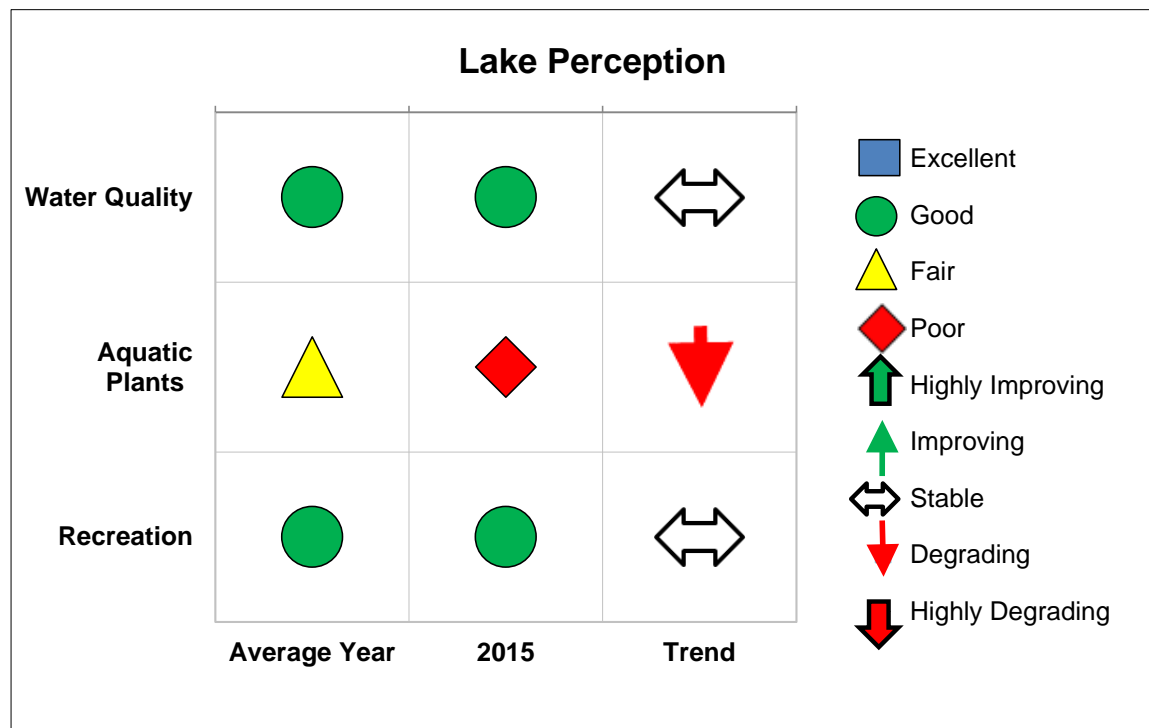 Lake Perception
Water Quality
Aquatic
Plants
Recreation
Average Year
2015
Trend
Excellent
Good
Fair
Poor
Highly Improving
Improving
Stable
Degrading
Highly Degrading